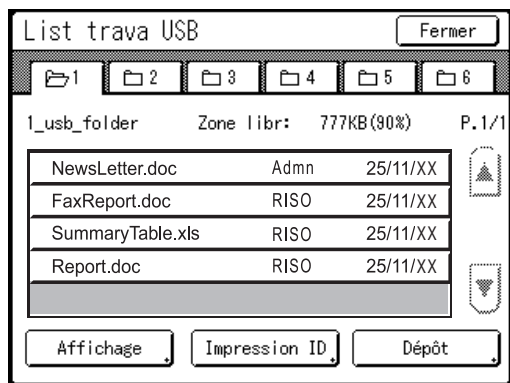 List trava USB Fermer
1 2 3 4 5 6
1_usb_folder Zone libr: 777KB(90%) P.1/1
NewsLetter.doc Admn 25/11/XX
FaxReport.doc RISO 25/11/XX
SummaryTable.xls RISO 25/11/XX
Report.doc RISO 25/11/XX
Affichage Impression ID Dépôt